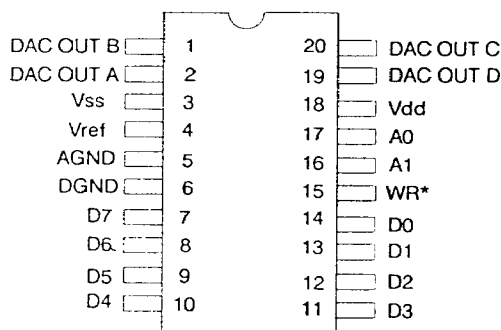 DAC OUT B 1 20 DAC OUT C
DAC OUT A 2 19 DAC OUT D
Vss 3 18 Vdd
Vref 4 17 A0
AGND 5 16 A1
DGND 6 15 WR*
D7 7 14 D0
D6 8 13 D1
D5 9 12 D2
D4 10 11 D3